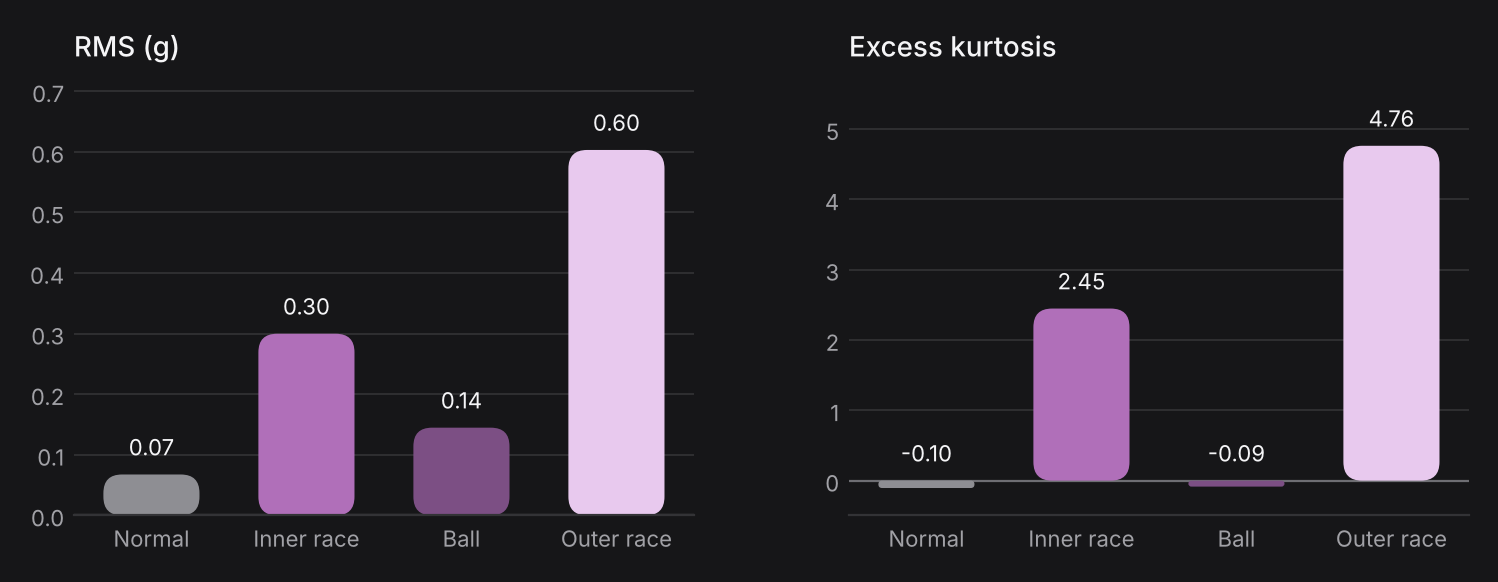 RMS (g)
0.7
0.6
0.5
0.4
0.3
0.2
0.1
0.0
0.07
0.30
0.14
0.60
Normal
Inner race
Ball
Outer race
Excess kurtosis
5
4
3
2
1
0
-0.10
2.45
-0.09
4.76
Normal
Inner race
Ball
Outer race